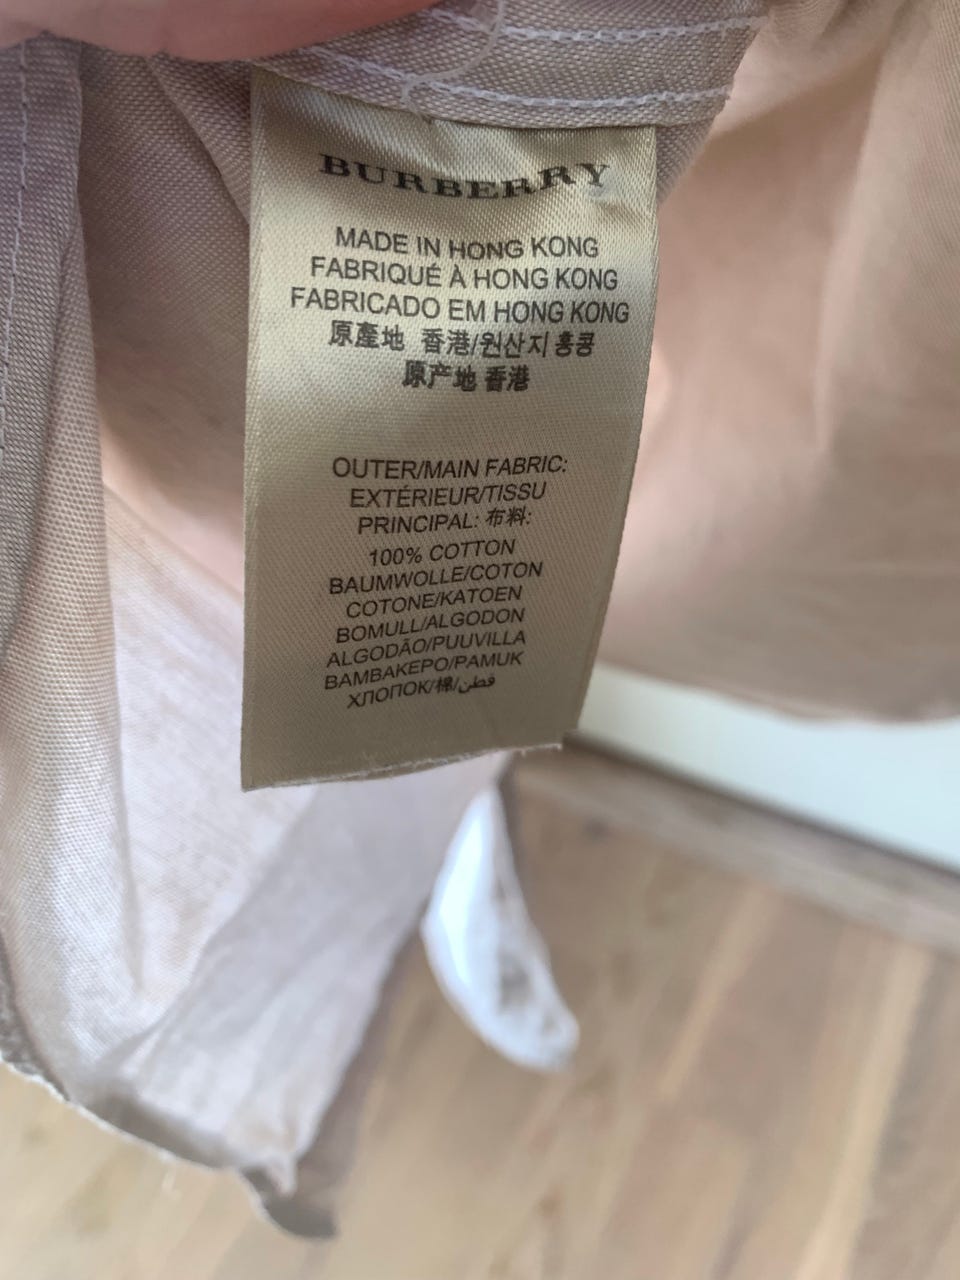 BURBERRY
MADE IN HONG KONG
FABRIQUÉ À HONG KONG
FABRICADO EM HONG KONG
原產地 香港/원산지 홍콩
原产地 香港
OUTER/MAIN FABRIC:
EXTÉRIEUR/TISSU
PRINCIPAL: 布料:
100% COTTON
BAUMWOLLE/COTON
COTONE/KATOEN
BOMULL/ALGODON
ALGODÃO/PUUVILLA
BAMBAKEPO/PAMUK
ХЛОПОК/棉/قطن